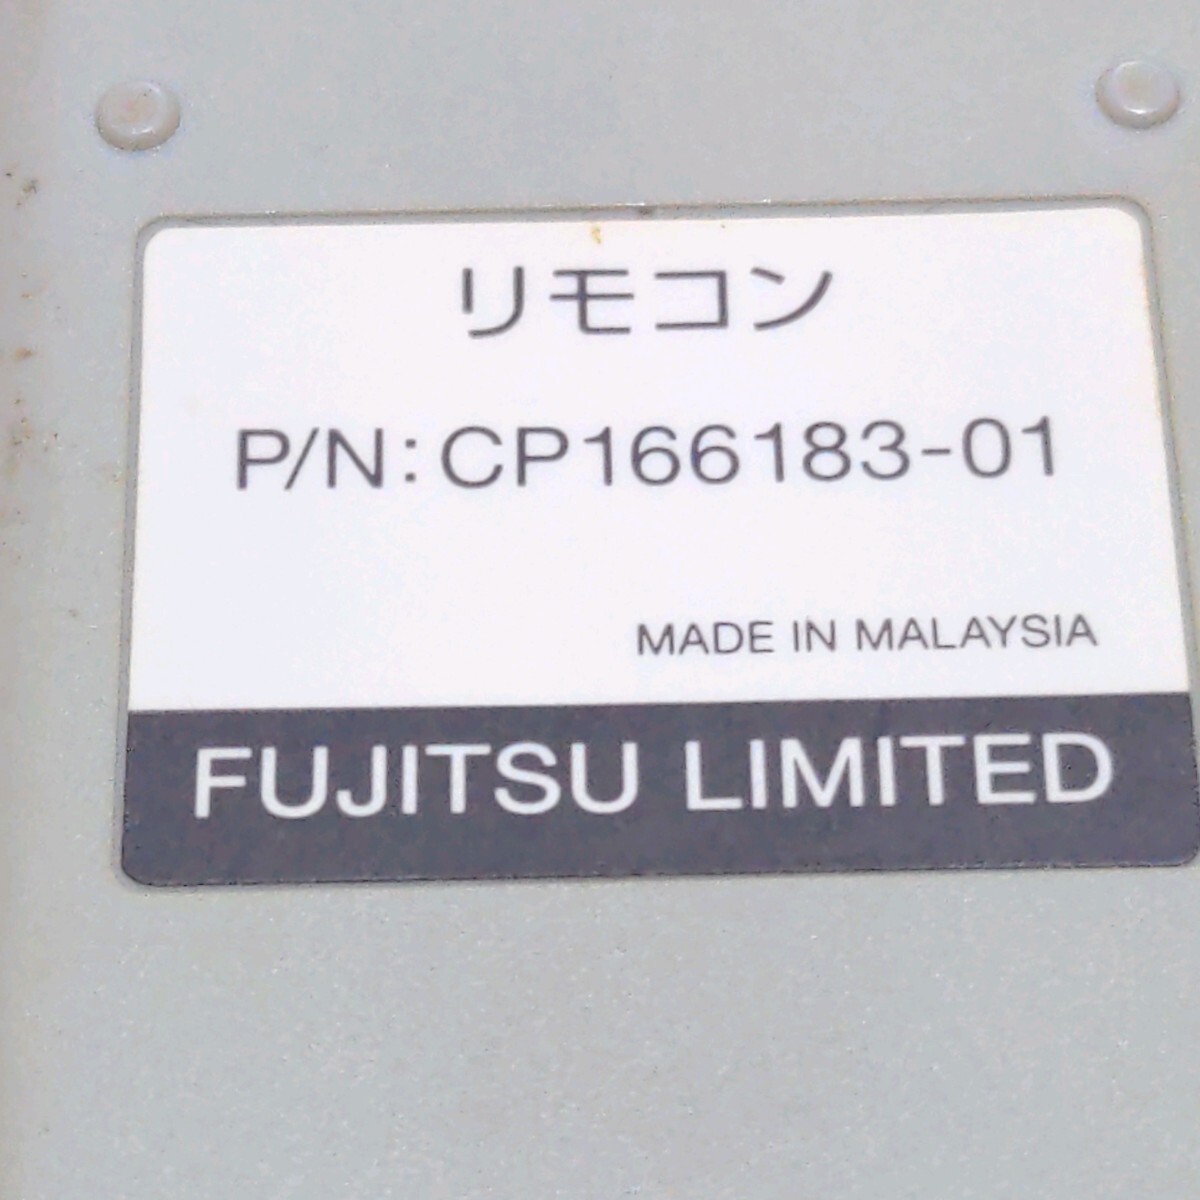 リモコン
P/N: CP166183-01
MADE IN MALAYSIA
FUJITSU LIMITED